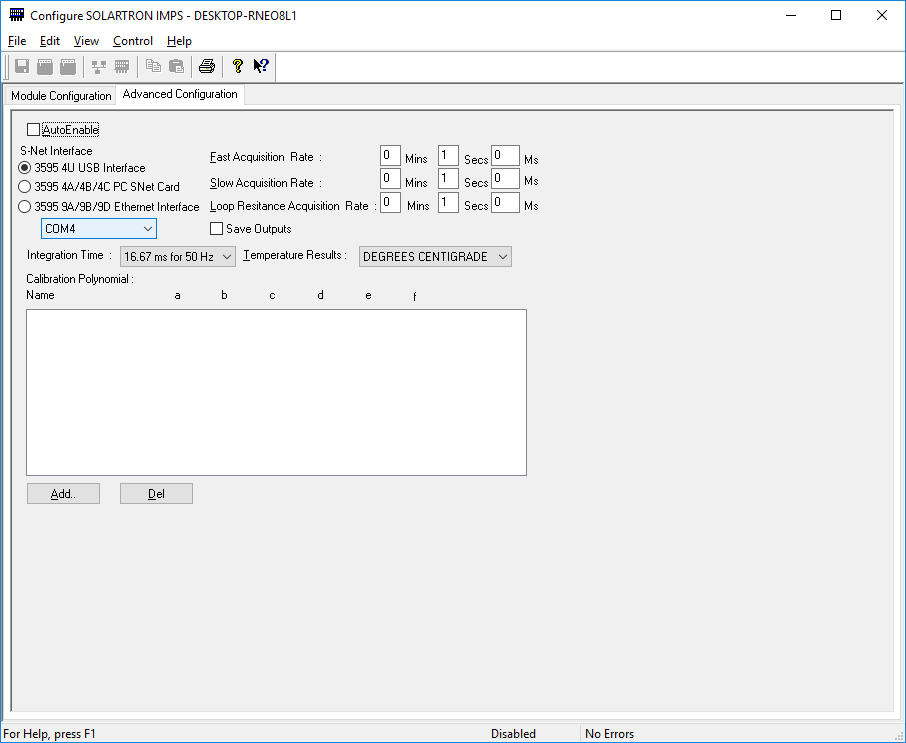 Configure SOLARTRON IMPS - DESKTOP-RNEO8L1
File Edit View Control Help
Module Configuration Advanced Configuration
AutoEnable
S-Net Interface
3595 4U USB Interface
3595 4A/4B/4C PC SNet Card
3595 9A/9B/9D Ethernet Interface
COM4
Fast Acquisition Rate : 0 Mins 1 Secs 0 Ms
Slow Acquisition Rate : 0 Mins 1 Secs 0 Ms
Loop Resitance Acquisition Rate : 0 Mins 1 Secs 0 Ms
Save Outputs
Integration Time : 16.67 ms for 50 Hz Temperature Results : DEGREES CENTIGRADE
Calibration Polynomial :
Name a b c d e f
Add.. Del
For Help, press F1 Disabled No Errors